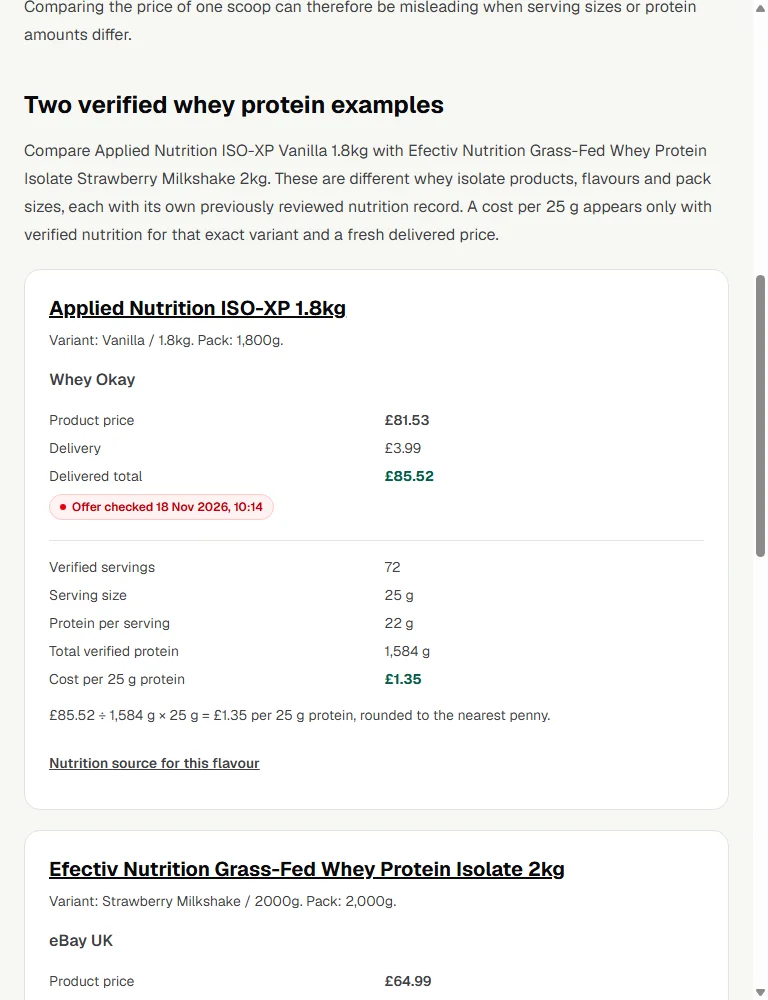 Comparing the price of one scoop can therefore be misleading when serving sizes or protein
amounts differ.
Two verified whey protein examples
Compare Applied Nutrition ISO-XP Vanilla 1.8kg with Efectiv Nutrition Grass-Fed Whey Protein
Isolate Strawberry Milkshake 2kg. These are different whey isolate products, flavours and pack
sizes, each with its own previously reviewed nutrition record. A cost per 25 g appears only with
verified nutrition for that exact variant and a fresh delivered price.
Applied Nutrition ISO-XP 1.8kg
Variant: Vanilla / 1.8kg. Pack: 1,800g.
Whey Okay
Product price £81.53
Delivery £3.99
Delivered total £85.52
Offer checked 18 Nov 2026, 10:14
Verified servings 72
Serving size 25 g
Protein per serving 22 g
Total verified protein 1,584 g
Cost per 25 g protein £1.35
£85.52 ÷ 1,584 g × 25 g = £1.35 per 25 g protein, rounded to the nearest penny.
Nutrition source for this flavour
Efectiv Nutrition Grass-Fed Whey Protein Isolate 2kg
Variant: Strawberry Milkshake / 2000g. Pack: 2,000g.
eBay UK
Product price £64.99